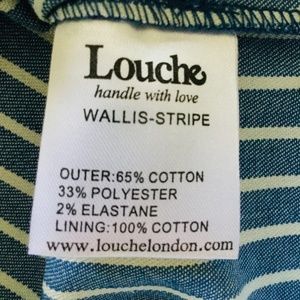 Louche
handle with love
WALLIS-STRIPE
OUTER:65% COTTON
33% POLYESTER
2% ELASTANE
LINING:100% COTTON
www.louchelondon.com